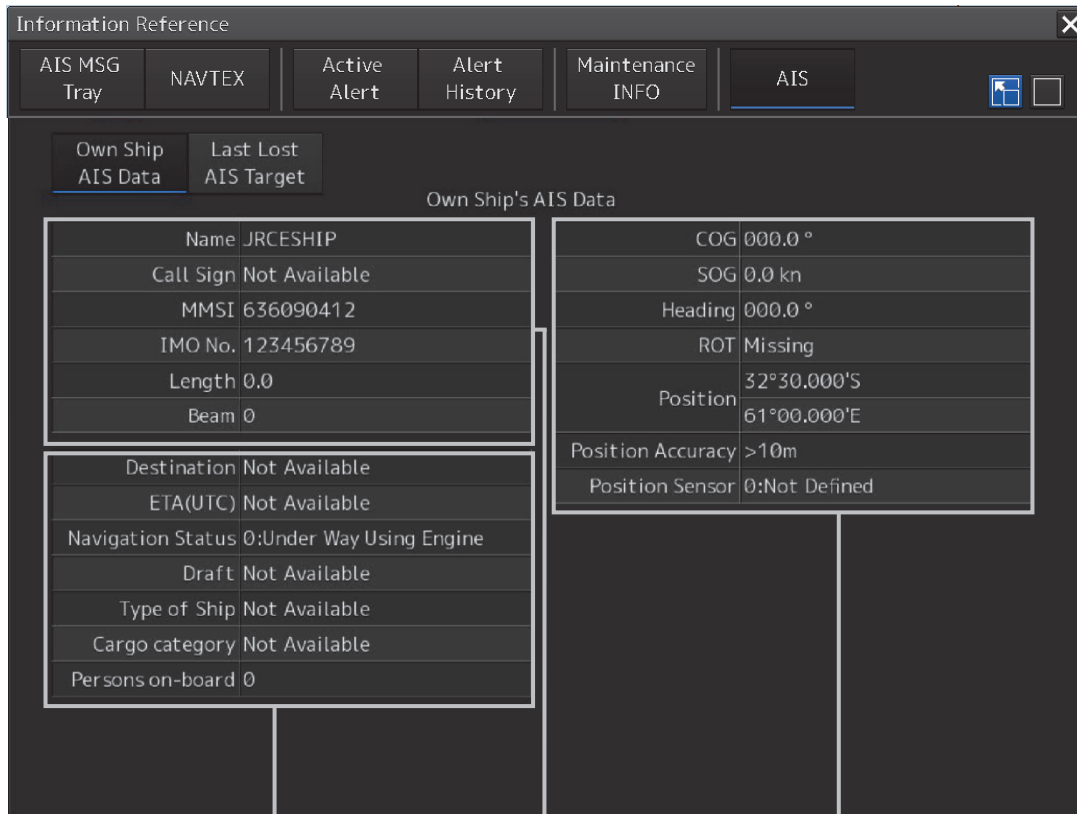 Information Reference
AIS MSG Tray
NAVTEX
Active Alert
Alert History
Maintenance INFO
AIS
Own Ship AIS Data
Last Lost AIS Target
Own Ship's AIS Data
Name JRCESHIP
Call Sign Not Available
MMSI 636090412
IMO No. 123456789
Length 0.0
Beam 0
Destination Not Available
ETA(UTC) Not Available
Navigation Status 0:Under Way Using Engine
Draft Not Available
Type of Ship Not Available
Cargo category Not Available
Persons on-board 0
COG 000.0 °
SOG 0.0 kn
Heading 000.0 °
ROT Missing
Position 32°30.000'S
61°00.000'E
Position Accuracy >10m
Position Sensor 0:Not Defined